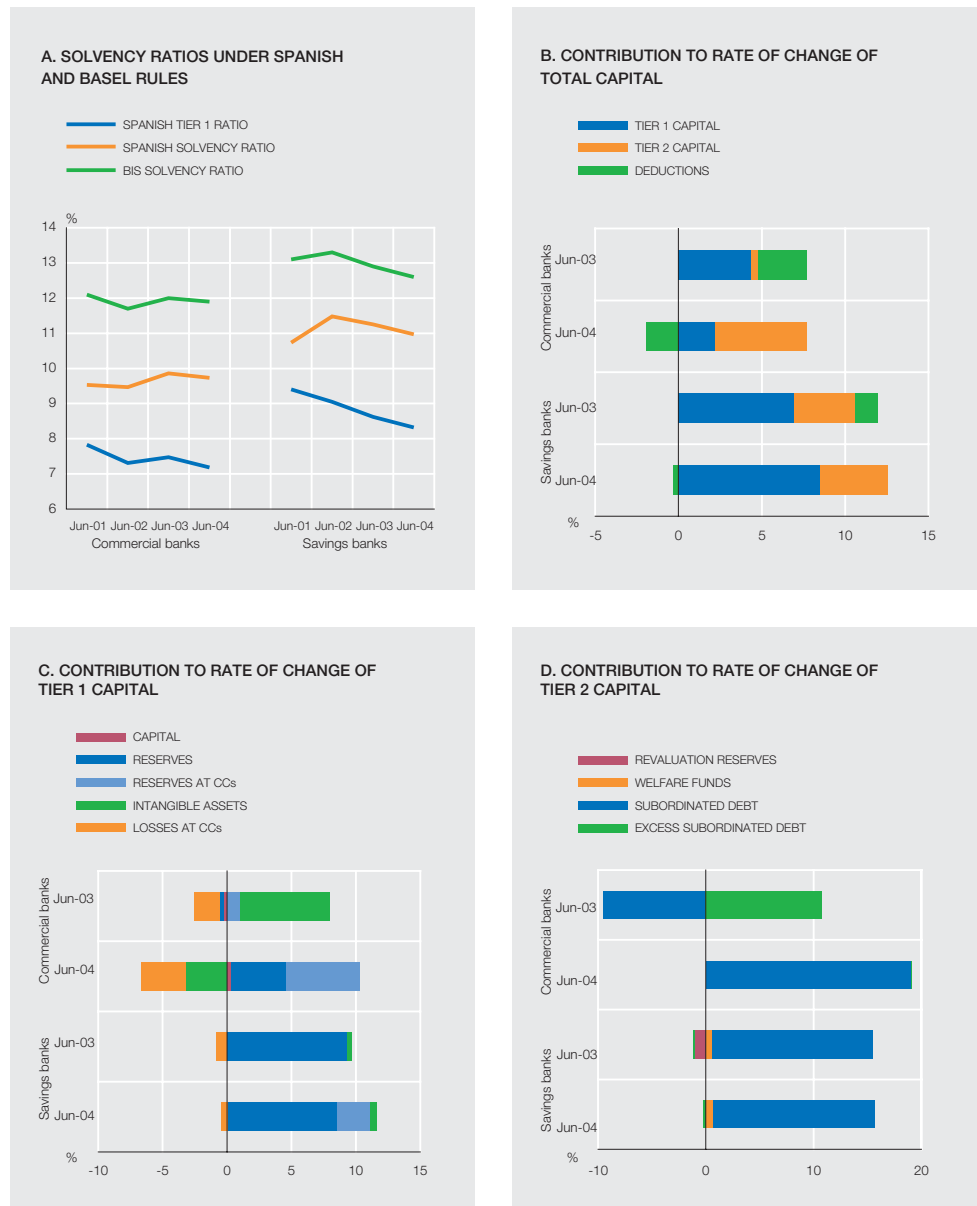 A. SOLVENCY RATIOS UNDER SPANISH
AND BASEL RULES
SPANISH TIER 1 RATIO
SPANISH SOLVENCY RATIO
BIS SOLVENCY RATIO
%
14
13
12
11
10
9
8
7
6
Jun-01 Jun-02 Jun-03 Jun-04
Jun-01 Jun-02 Jun-03 Jun-04
Commercial banks
Savings banks
B. CONTRIBUTION TO RATE OF CHANGE OF
TOTAL CAPITAL
TIER 1 CAPITAL
TIER 2 CAPITAL
DEDUCTIONS
Commercial banks
Jun-03
Jun-04
Savings banks
Jun-03
Jun-04
%
-5 0 5 10 15
C. CONTRIBUTION TO RATE OF CHANGE OF
TIER 1 CAPITAL
CAPITAL
RESERVES
RESERVES AT CCs
INTANGIBLE ASSETS
LOSSES AT CCs
Commercial banks
Jun-03
Jun-04
Savings banks
Jun-03
Jun-04
%
-10 -5 0 5 10 15
D. CONTRIBUTION TO RATE OF CHANGE OF
TIER 2 CAPITAL
REVALUATION RESERVES
WELFARE FUNDS
SUBORDINATED DEBT
EXCESS SUBORDINATED DEBT
Commercial banks
Jun-03
Jun-04
Savings banks
Jun-03
Jun-04
%
-10 0 10 20